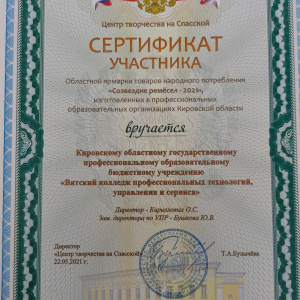 Центр творчества на Спасской
СЕРТИФИКАТ
УЧАСТНИКА
Областной ярмарки товаров народного потребления
«Созвездие ремёсел - 2021»,
изготовленных в профессиональных
образовательных организациях Кировской области
вручается
Кировскому областному государственному
профессиональному образовательному
бюджетному учреждению
«Вятский колледж профессиональных технологий,
управления и сервиса»
Директор - Кирилловых О.С.
Зам. директора по УПР - Бушкова Ю.В.
Директор
«Центр творчества на Спасской»
Т.А.Булычёва
22.05.2021 г.